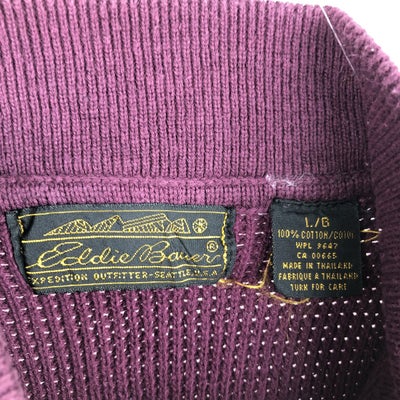 Eddie Bauer®
EXPEDITION OUTFITTER-SEATTLE, U.S.A
L/G
100% COTTON/COTON
WPL 9647
CA 00665
MADE IN THAILAND
FABRIQUE À THAILAND
TURN FOR CARE